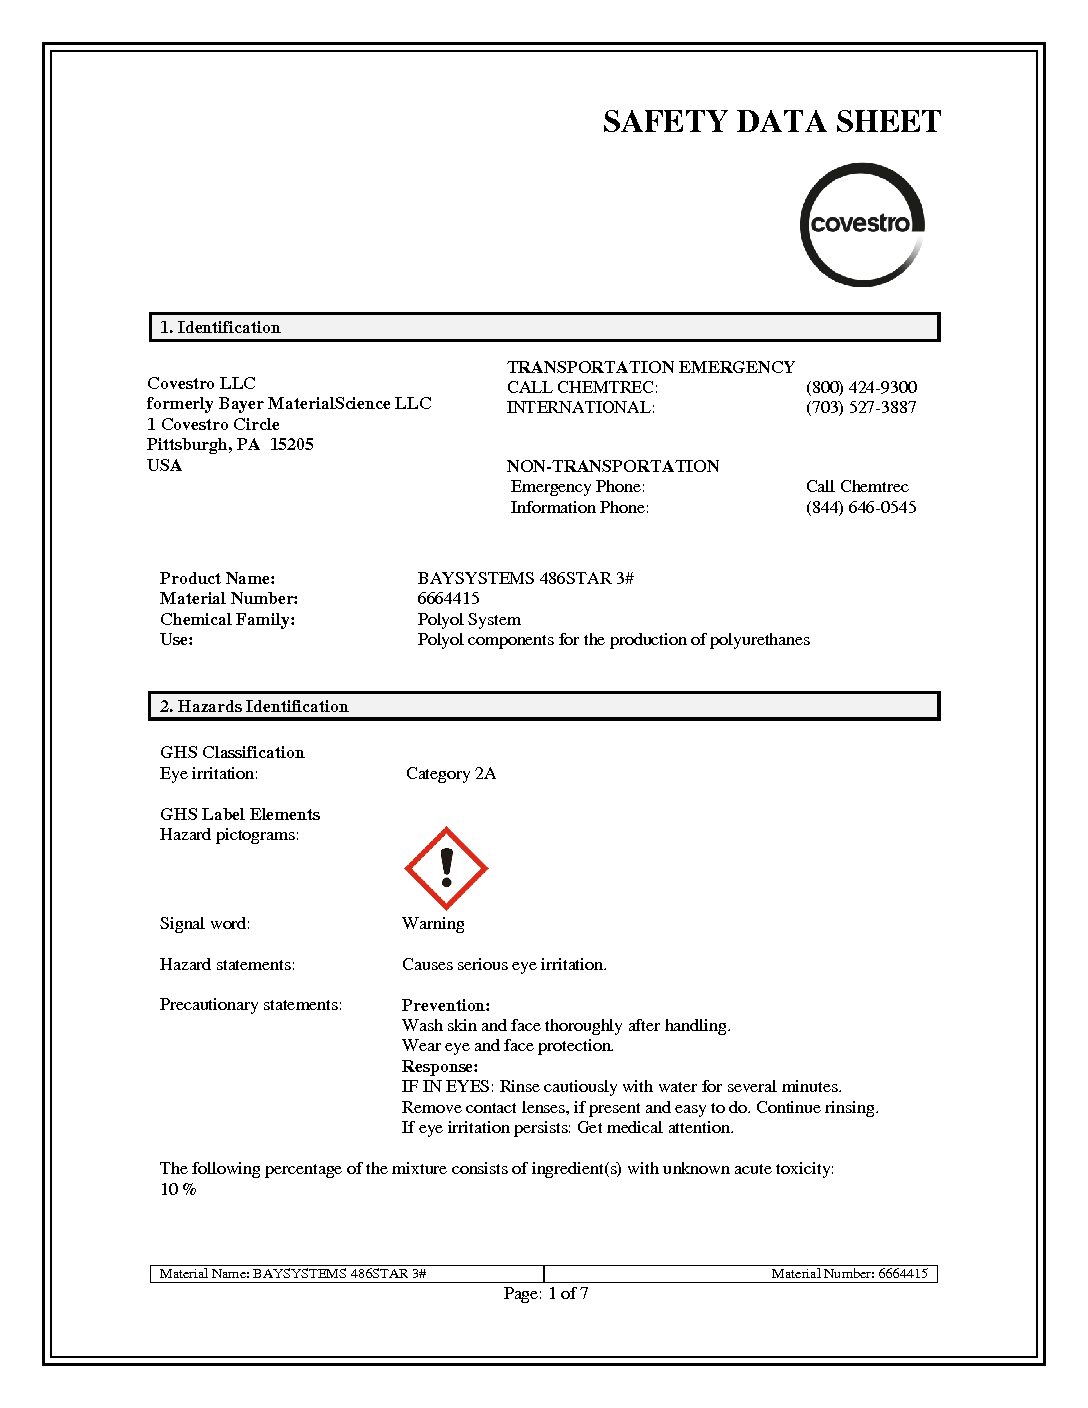 SAFETY DATA SHEET
covestro
1. Identification
Covestro LLC
formerly Bayer MaterialScience LLC
1 Covestro Circle
Pittsburgh, PA  15205
USA
TRANSPORTATION EMERGENCY
CALL CHEMTREC: (800) 424-9300
INTERNATIONAL: (703) 527-3887
NON-TRANSPORTATION
Emergency Phone: Call Chemtrec
Information Phone: (844) 646-0545
Product Name: BAYSYSTEMS 486STAR 3#
Material Number: 6664415
Chemical Family: Polyol System
Use: Polyol components for the production of polyurethanes
2. Hazards Identification
GHS Classification
Eye irritation: Category 2A
GHS Label Elements
Hazard pictograms:
Signal word: Warning
Hazard statements: Causes serious eye irritation.
Precautionary statements: Prevention:
Wash skin and face thoroughly after handling.
Wear eye and face protection.
Response:
IF IN EYES: Rinse cautiously with water for several minutes.
Remove contact lenses, if present and easy to do. Continue rinsing.
If eye irritation persists: Get medical attention.
The following percentage of the mixture consists of ingredient(s) with unknown acute toxicity:
10 %
Material Name: BAYSYSTEMS 486STAR 3# Material Number: 6664415
Page: 1 of 7